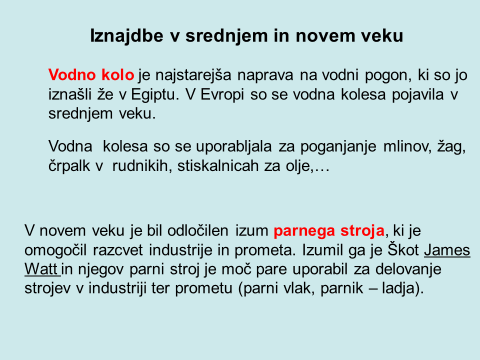 Iznajdbe v srednjem in novem veku
Vodno kolo je najstarejša naprava na vodni pogon, ki so jo
iznašli že v Egiptu. V Evropi so se vodna kolesa pojavila v
srednjem veku.
Vodna kolesa so se uporabljala za poganjanje mlinov, žag,
črpalk v rudnikih, stiskalnicah za olje,…
V novem veku je bil odločilen izum parnega stroja, ki je
omogočil razcvet industrije in prometa. Izumil ga je Škot James
Watt in njegov parni stroj je moč pare uporabil za delovanje
strojev v industriji ter prometu (parni vlak, parnik – ladja).